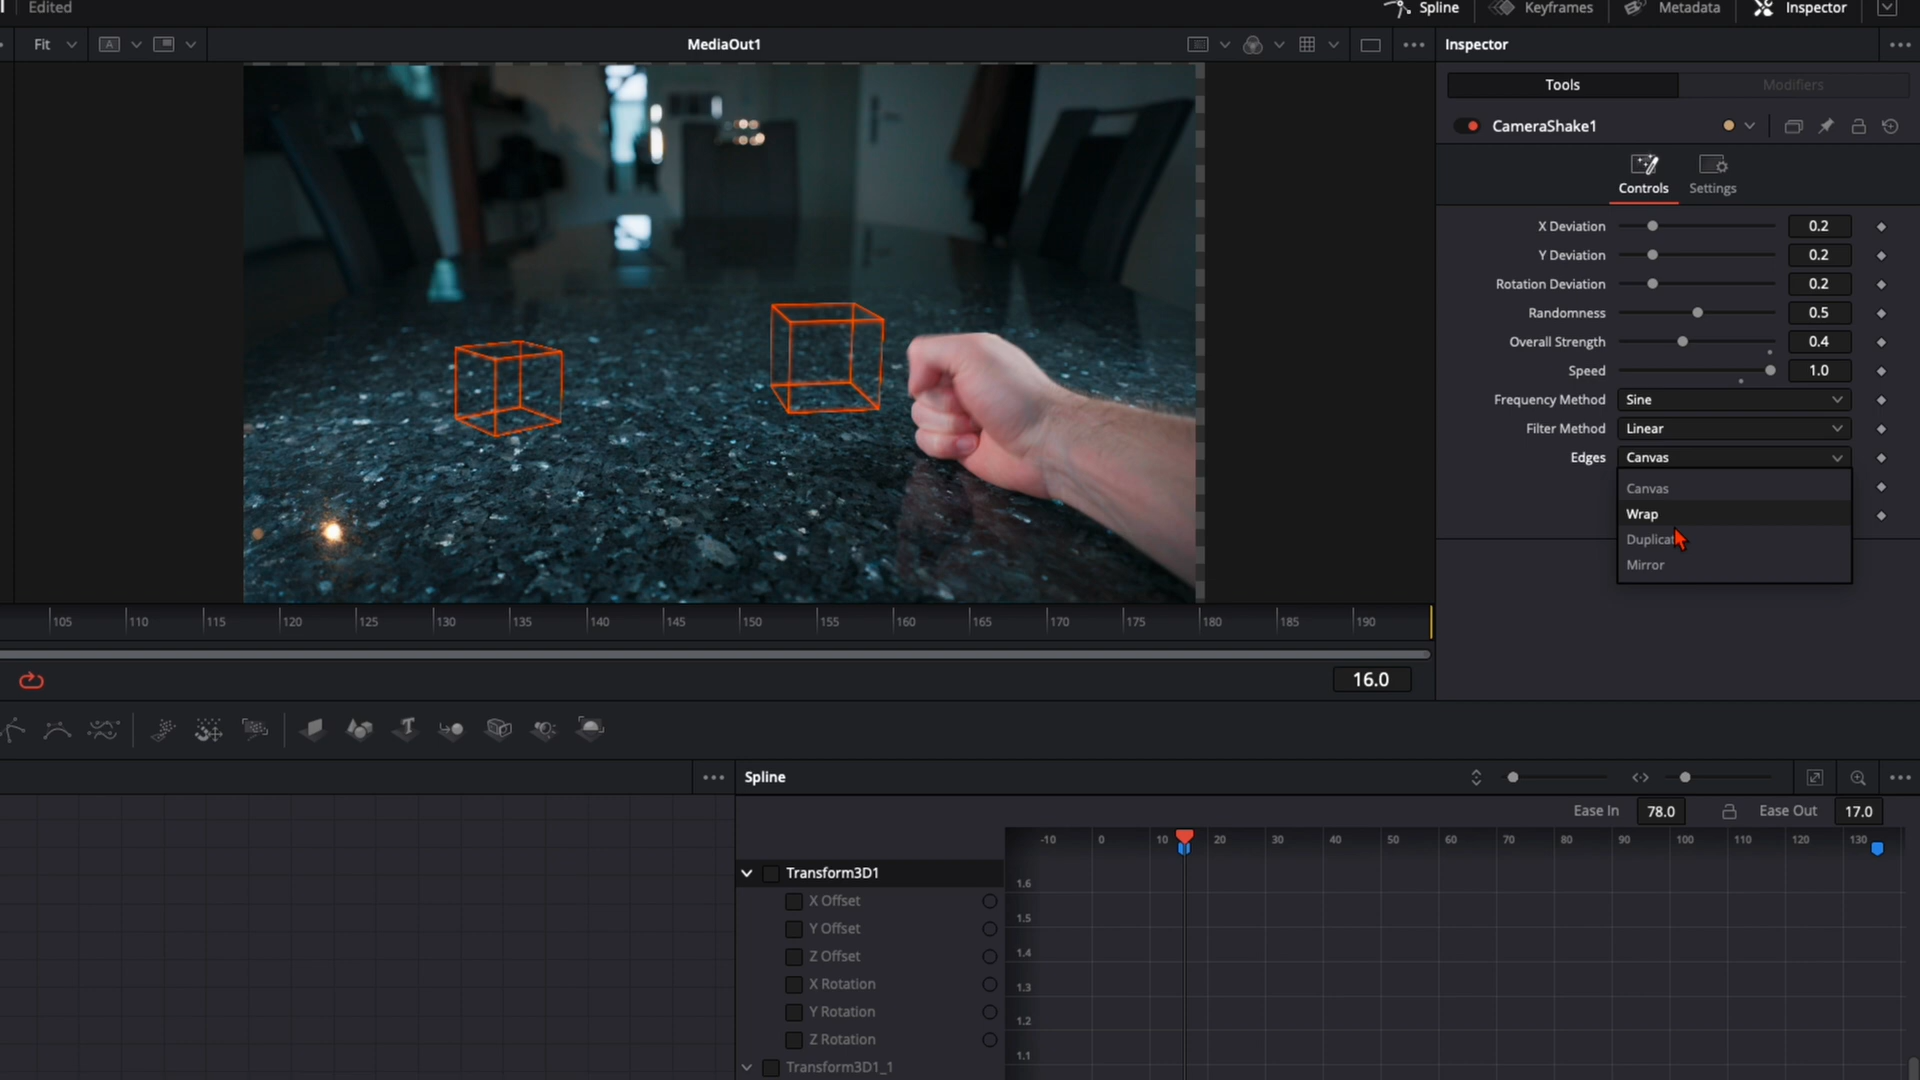 Edited
Spline
Keyframes
Metadata
Inspector
Fit
A
MediaOut1
Inspector
Tools
Modifiers
CameraShake1
Controls
Settings
X Deviation 0.2
Y Deviation 0.2
Rotation Deviation 0.2
Randomness 0.5
Overall Strength 0.4
Speed 1.0
Frequency Method Sine
Filter Method Linear
Edges Canvas
Canvas
Wrap
Duplicat
Mirror
105 110 115 120 125 130 135 140 145 150 155 160 165 170 175 180 185 190
16.0
T
Spline
Ease In 78.0
Ease Out 17.0
-10 0 10 20 30 40 50 60 70 80 90 100 110 120 130
Transform3D1
1.6
X Offset
1.5
Y Offset
1.4
Z Offset
X Rotation
1.3
Y Rotation
1.2
Z Rotation
1.1
Transform3D1_1